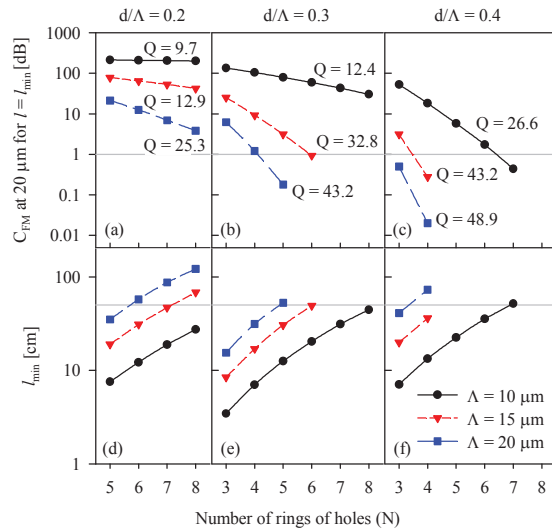 d/Λ = 0.2 d/Λ = 0.3 d/Λ = 0.4
C_FM at 20 μm for l = l_min [dB]
1000
100
10
1
0.1
0.01
Q = 9.7
Q = 12.9
Q = 25.3
(a)
Q = 12.4
Q = 32.8
Q = 43.2
(b)
Q = 26.6
Q = 43.2
Q = 48.9
(c)
l_min [cm]
100
10
1
(d)
(e)
(f)
Λ = 10 μm
Λ = 15 μm
Λ = 20 μm
5 6 7 8 3 4 5 6 7 8 3 4 5 6 7 8
Number of rings of holes (N)